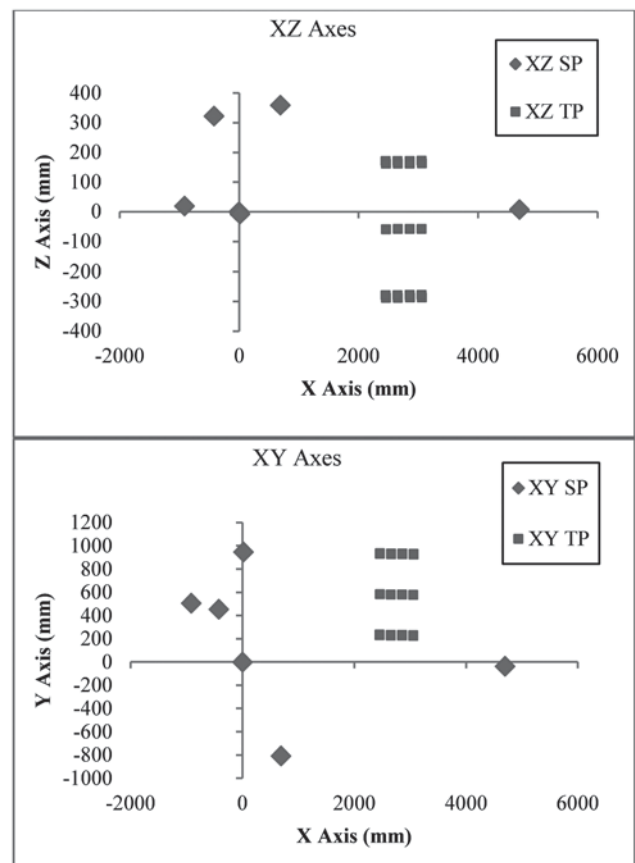 XZ Axes
XZ SP
XZ TP
400
300
200
100
0
-100
-200
-300
-400
Z Axis (mm)
-2000 0 2000 4000 6000
X Axis (mm)
XY Axes
XY SP
XY TP
1200
1000
800
600
400
200
0
-200
-400
-600
-800
-1000
Y Axis (mm)
-2000 0 2000 4000 6000
X Axis (mm)